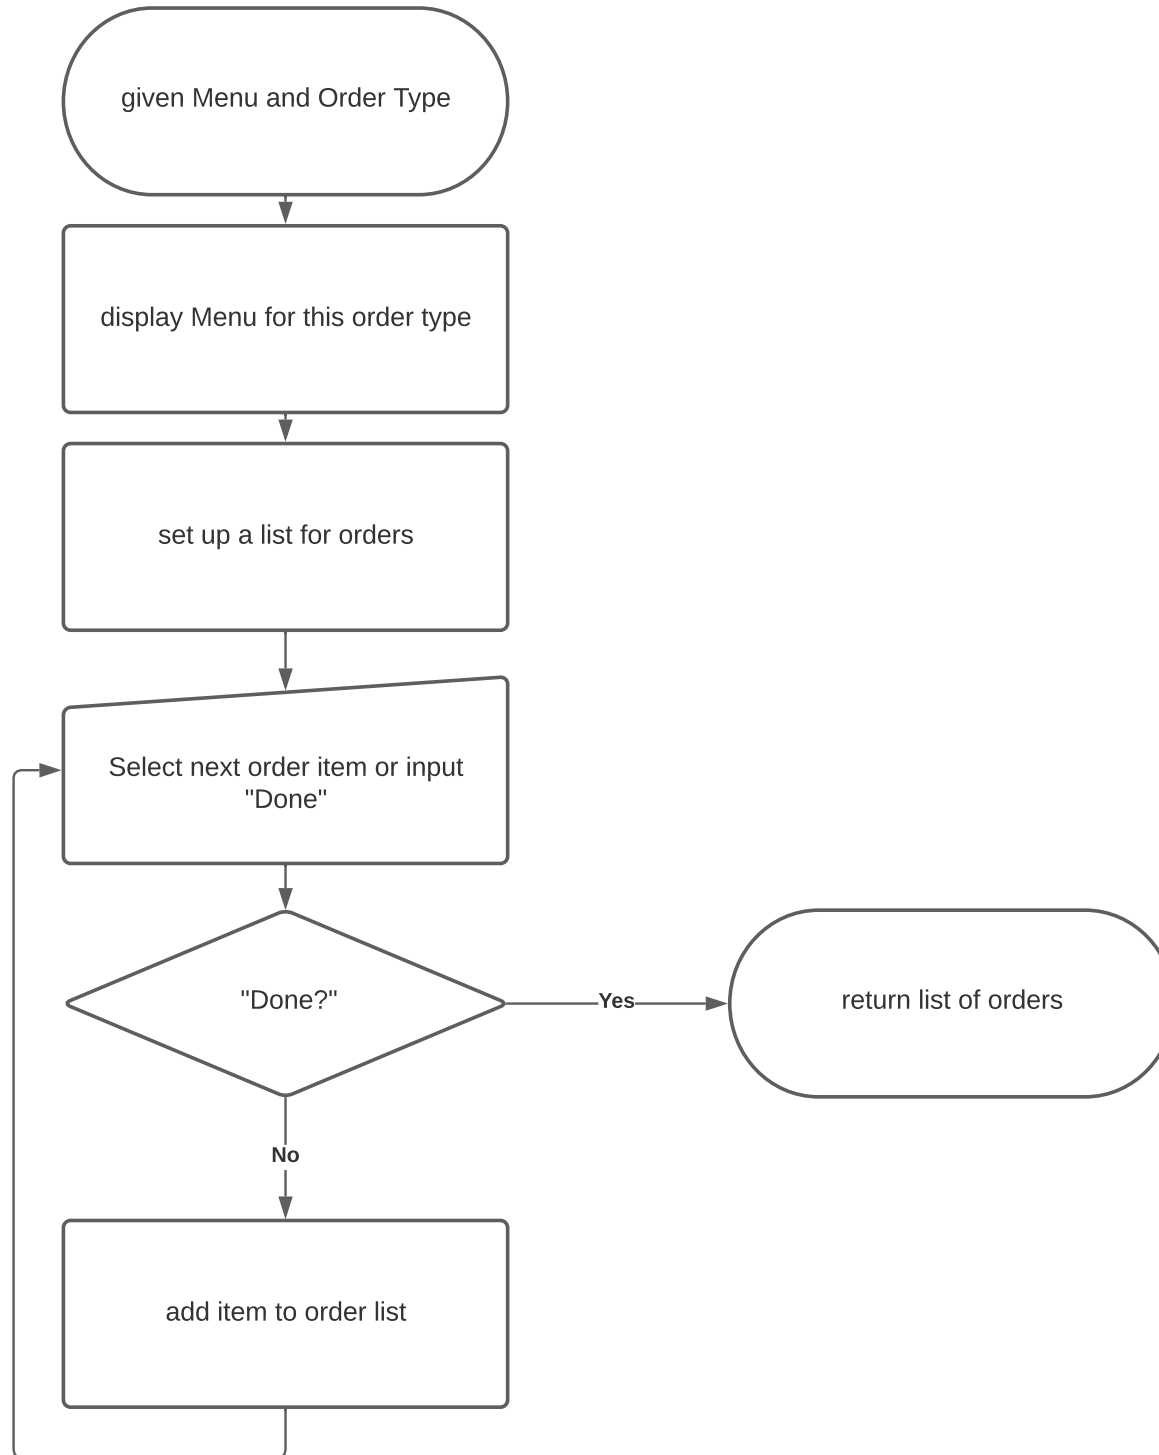 given Menu and Order Type
display Menu for this order type
set up a list for orders
Select next order item or input
"Done"
"Done?"
Yes
return list of orders
No
add item to order list